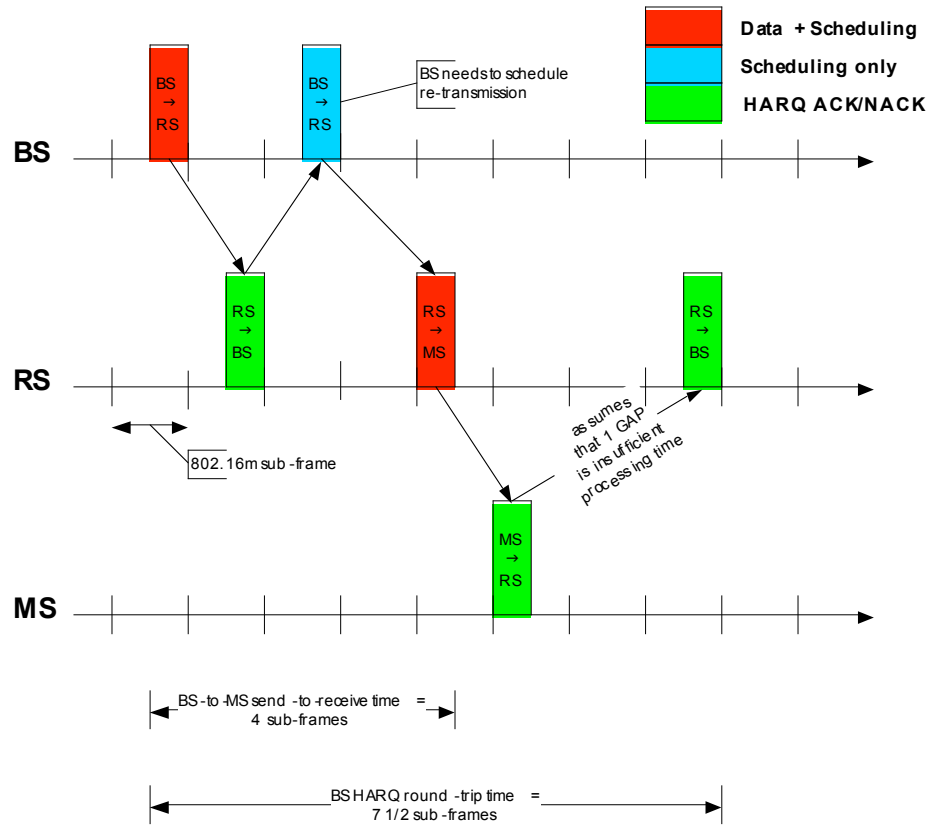 Data + Scheduling
Scheduling only
HARQ ACK/NACK
BS
→
RS
BS
→
RS
BS needs to schedule
re-transmission
BS
RS
→
BS
RS
→
MS
RS
→
BS
RS
assumes
that 1 GAP
is insufficient
processing time
802.16m sub-frame
MS
→
RS
MS
BS-to-MS send-to-receive time =
4 sub-frames
BS HARQ round-trip time =
7 1/2 sub-frames